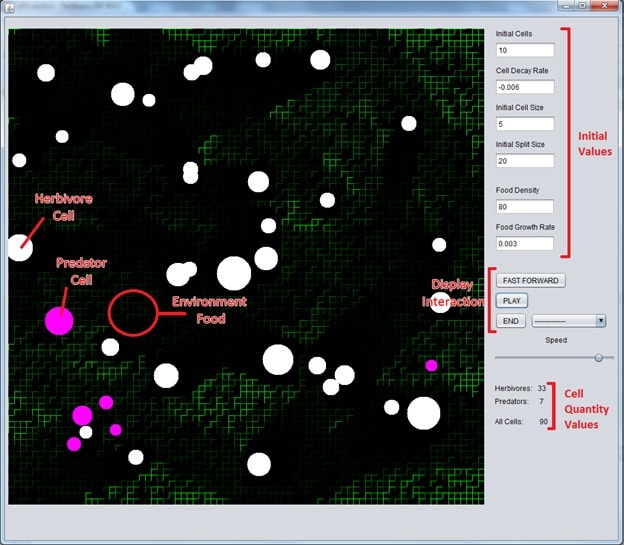 Initial Cells
10
Cell Decay Rate
-0.006
Initial Cell Size
5
Initial Split Size
20
Food Density
80
Food Growth Rate
0.003
Initial
Values
Herbivore
Cell
Predator
Cell
Environment
Food
Display
Interaction
FAST FORWARD
PLAY
END
Speed
Herbivores: 33
Predators: 7
All Cells: 90
Cell
Quantity
Values